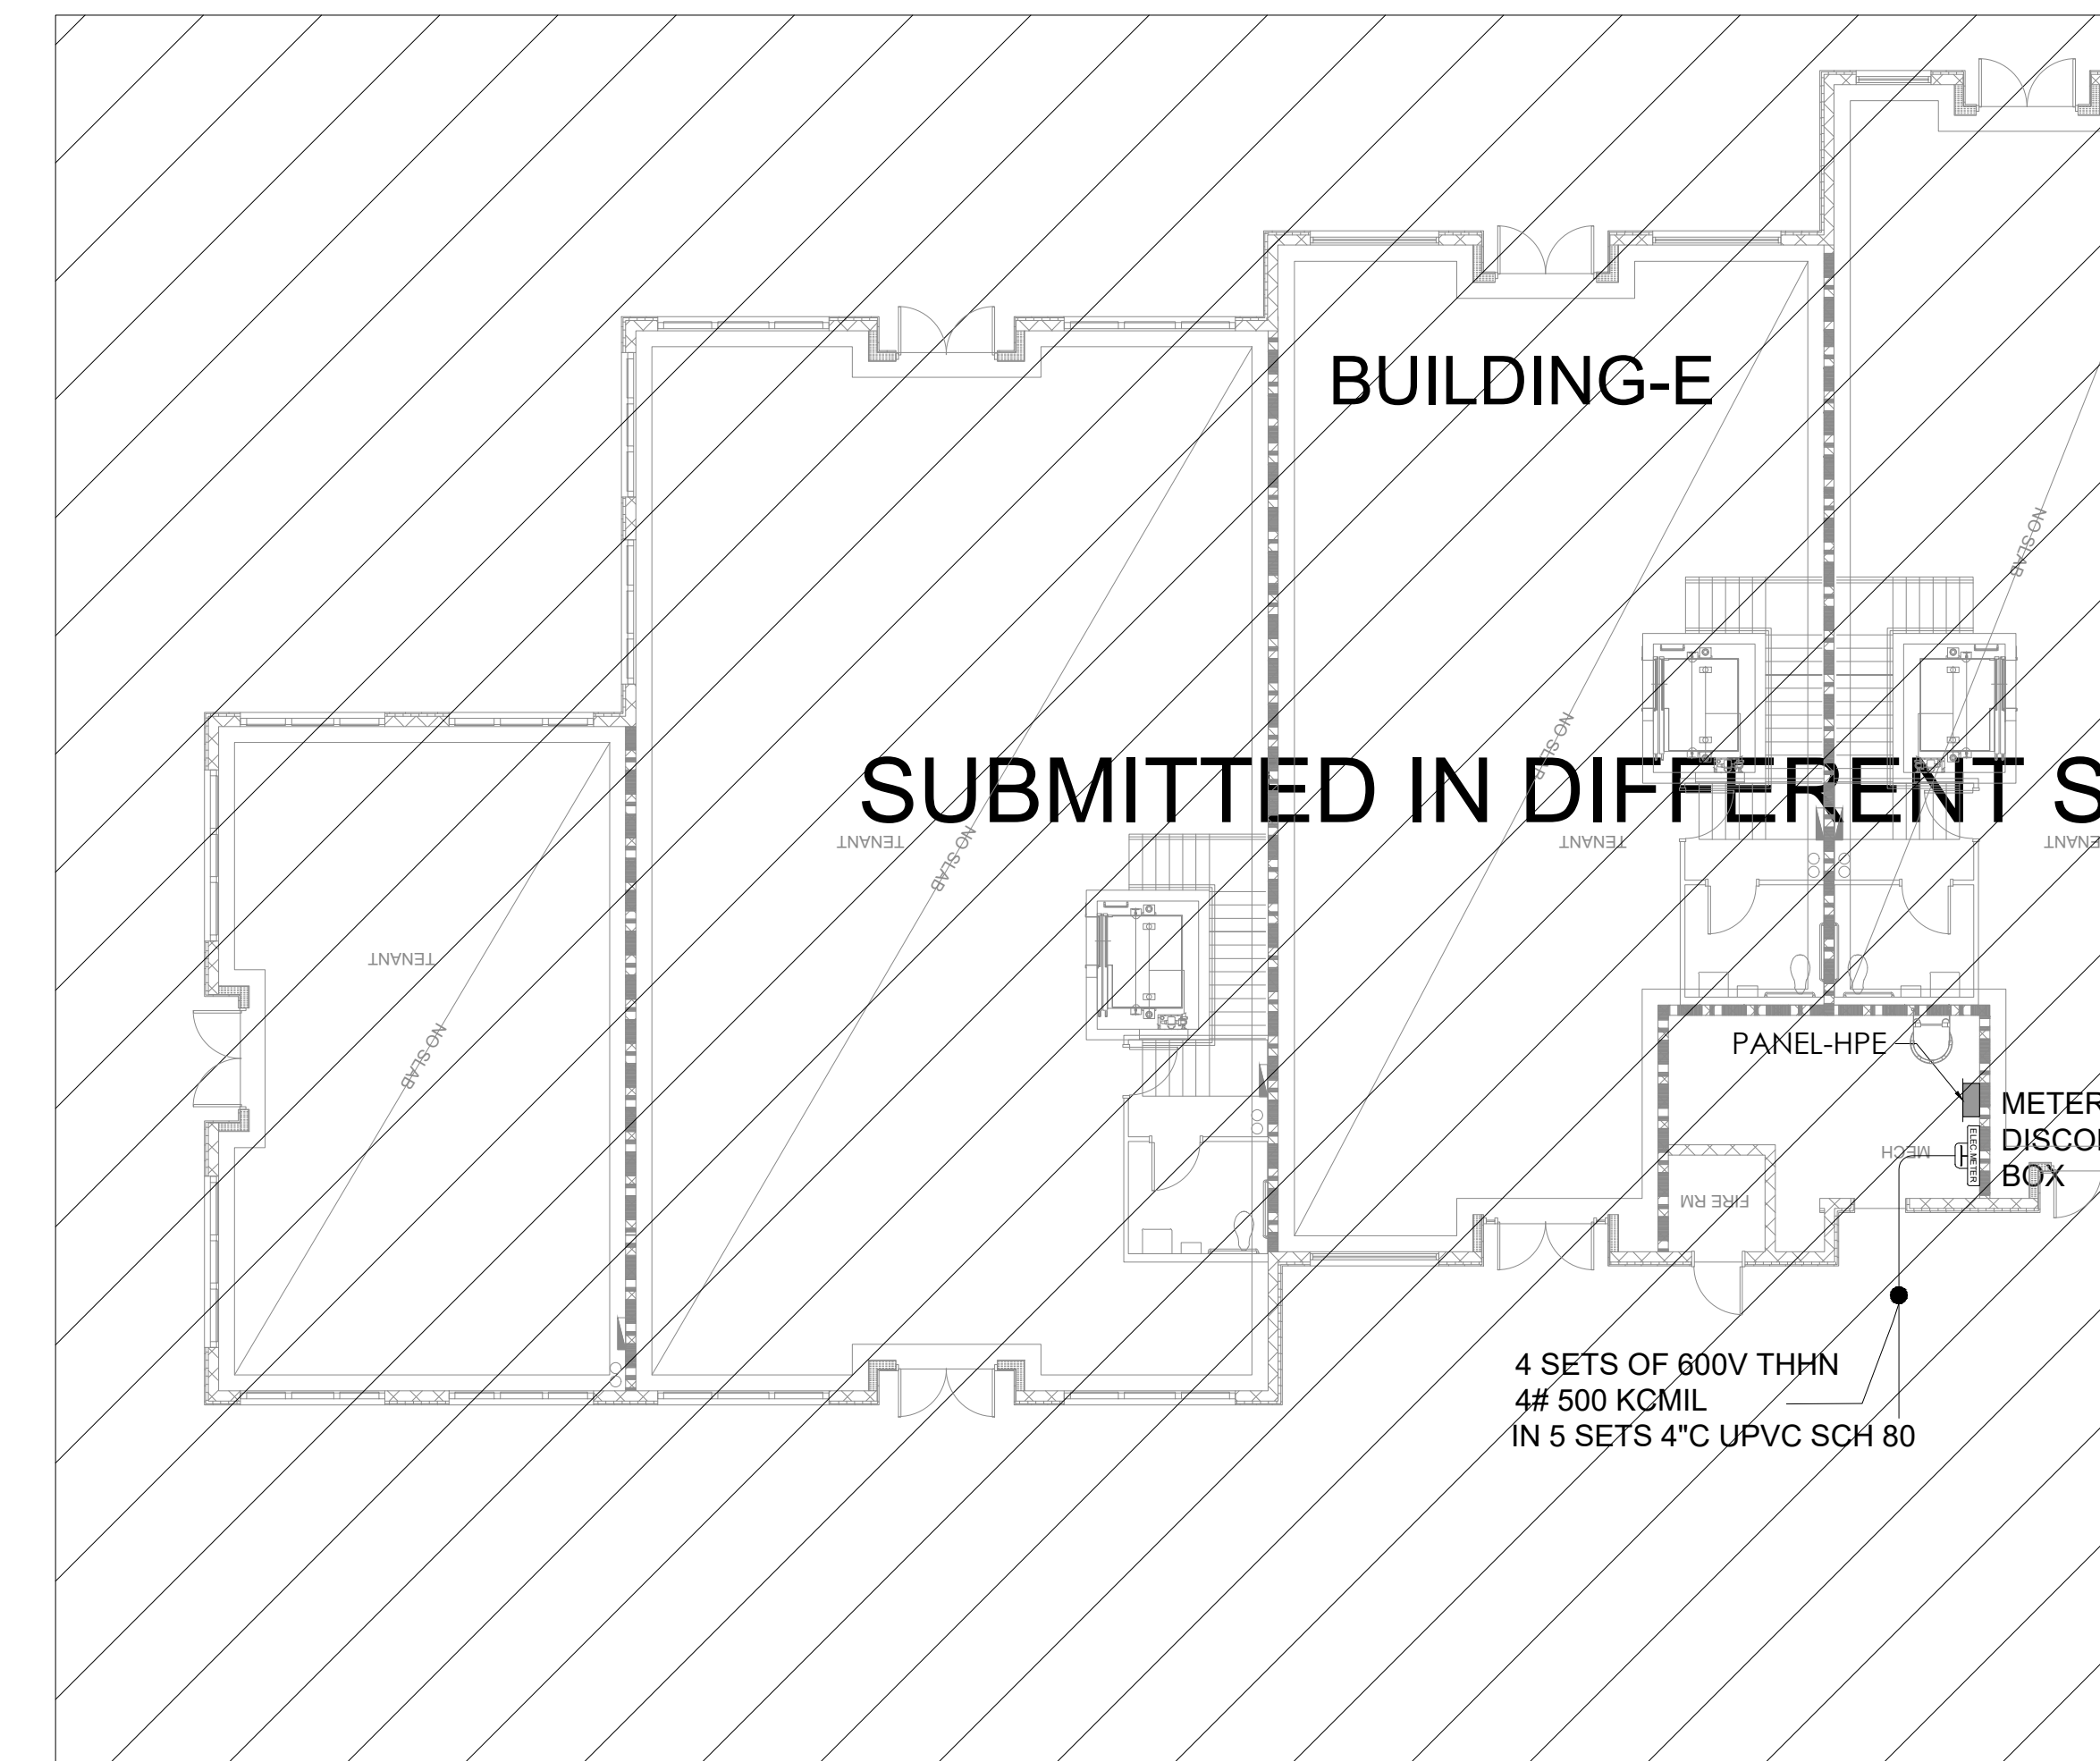 BUILDING-E
NO SLAB
SUBMITTED IN DIFFERENT S
NO SLAB
TENANT
TENANT
TENANT
NO SLAB
TENANT
NO SLAB
PANEL-HPE
METER
DISCO
BOX
ELEC.METER
MECH
FIRE RM
4 SETS OF 600V THHN
4# 500 KCMIL
IN 5 SETS 4"C UPVC SCH 80